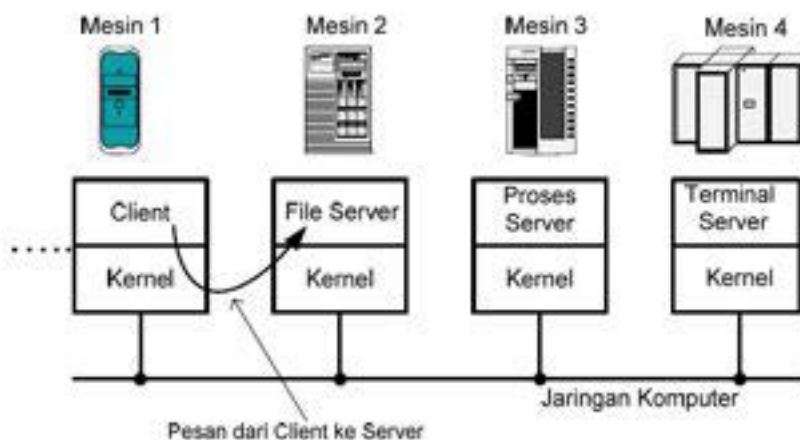 Mesin 1
Mesin 2
Mesin 3
Mesin 4
Client
File Server
Proses
Server
Terminal
Server
Kernel
Kernel
Kernel
Kernel
Jaringan Komputer
Pesan dari Client ke Server